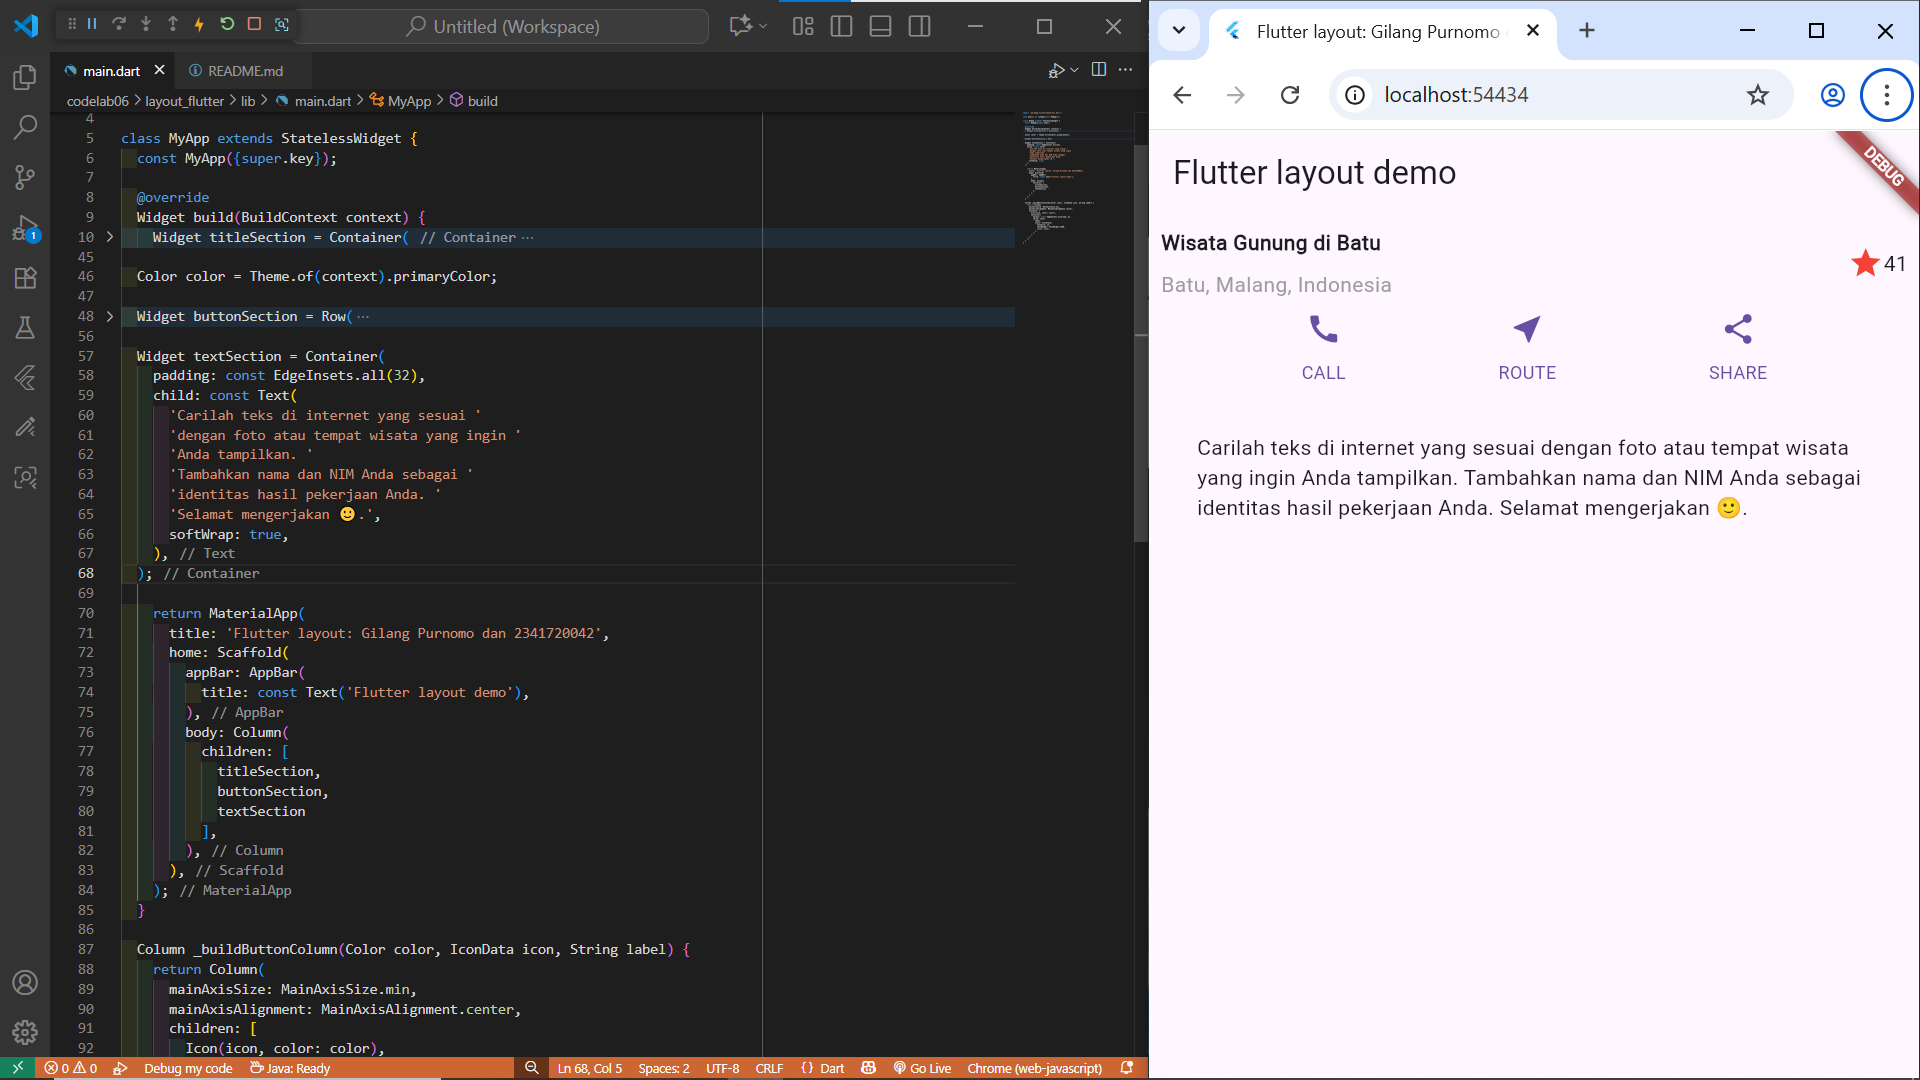 Untitled (Workspace)
main.dart
README.md
codelab06 > layout_flutter > lib > main.dart > MyApp > build
4
5 class MyApp extends StatelessWidget {
6 const MyApp({super.key});
7
8 @override
9 Widget build(BuildContext context) {
10 Widget titleSection = Container( // Container ···
45
46 Color color = Theme.of(context).primaryColor;
47
48 Widget buttonSection = Row( ···
56
57 Widget textSection = Container(
58 padding: const EdgeInsets.all(32),
59 child: const Text(
60 'Carilah teks di internet yang sesuai '
61 'dengan foto atau tempat wisata yang ingin '
62 'Anda tampilkan. '
63 'Tambahkan nama dan NIM Anda sebagai '
64 'identitas hasil pekerjaan Anda. '
65 'Selamat mengerjakan 🙂.',
66 softWrap: true,
67 ), // Text
68 ); // Container
69
70 return MaterialApp(
71 title: 'Flutter layout: Gilang Purnomo dan 2341720042',
72 home: Scaffold(
73 appBar: AppBar(
74 title: const Text('Flutter layout demo'),
75 ), // AppBar
76 body: Column(
77 children: [
78 titleSection,
79 buttonSection,
80 textSection
81 ],
82 ), // Column
83 ), // Scaffold
84 ); // MaterialApp
85 }
86
87 Column _buildButtonColumn(Color color, IconData icon, String label) {
88 return Column(
89 mainAxisSize: MainAxisSize.min,
90 mainAxisAlignment: MainAxisAlignment.center,
91 children: [
92 Icon(icon, color: color),
1
0 0 Debug my code Java: Ready Ln 68, Col 5 Spaces: 2 UTF-8 CRLF {} Dart Go Live Chrome (web-javascript)
Flutter layout: Gilang Purnomo
localhost:54434
DEBUG
Flutter layout demo
Wisata Gunung di Batu
41
Batu, Malang, Indonesia
CALL ROUTE SHARE
Carilah teks di internet yang sesuai dengan foto atau tempat wisata
yang ingin Anda tampilkan. Tambahkan nama dan NIM Anda sebagai
identitas hasil pekerjaan Anda. Selamat mengerjakan 🙂.